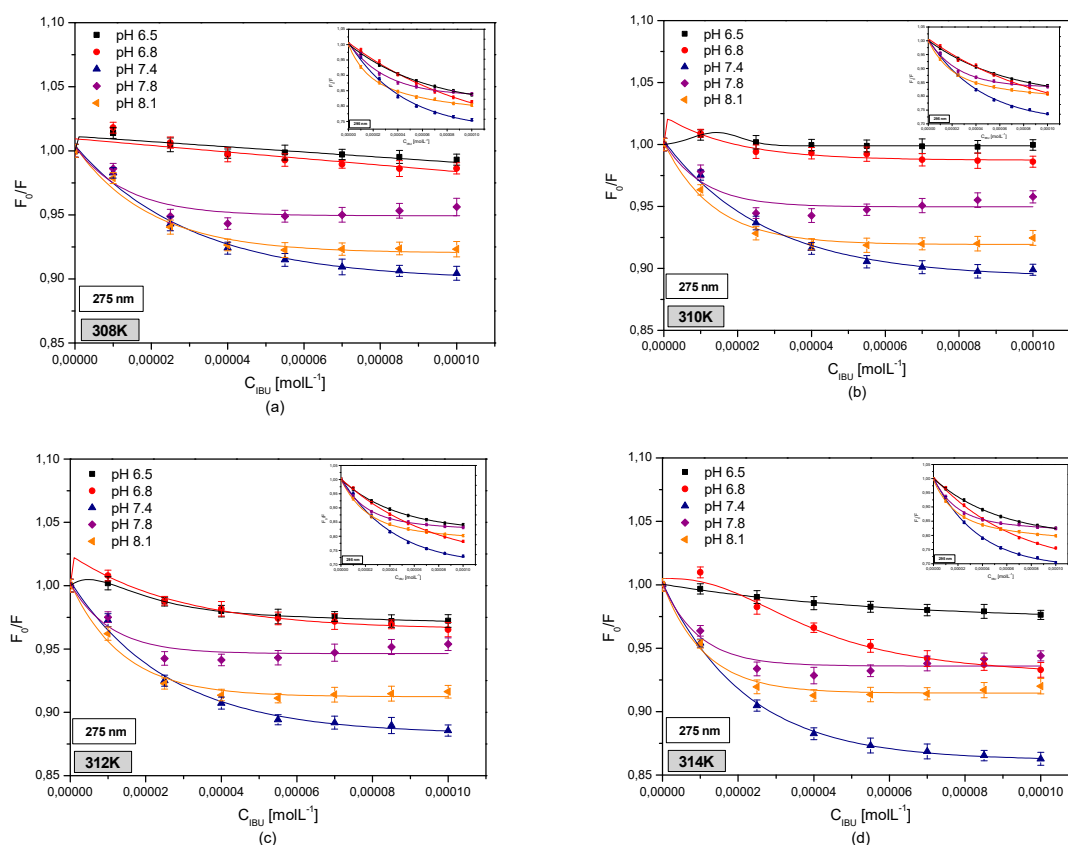 1,10
1,05
1,00
0,95
0,90
0,85
F0/F
pH 6.5
pH 6.8
pH 7.4
pH 7.8
pH 8.1
275 nm
308K
0,00000 0,00002 0,00004 0,00006 0,00008 0,00010
C_IBU [molL⁻¹]
(a)
1,10
1,05
1,00
0,95
0,90
0,85
F0/F
pH 6.5
pH 6.8
pH 7.4
pH 7.8
pH 8.1
275 nm
310K
0,00000 0,00002 0,00004 0,00006 0,00008 0,00010
C_IBU [molL⁻¹]
(b)
1,10
1,05
1,00
0,95
0,90
0,85
F0/F
pH 6.5
pH 6.8
pH 7.4
pH 7.8
pH 8.1
275 nm
312K
0,00000 0,00002 0,00004 0,00006 0,00008 0,00010
C_IBU [molL⁻¹]
(c)
1,10
1,05
1,00
0,95
0,90
0,85
F0/F
pH 6.5
pH 6.8
pH 7.4
pH 7.8
pH 8.1
275 nm
314K
0,00000 0,00002 0,00004 0,00006 0,00008 0,00010
C_IBU [molL⁻¹]
(d)